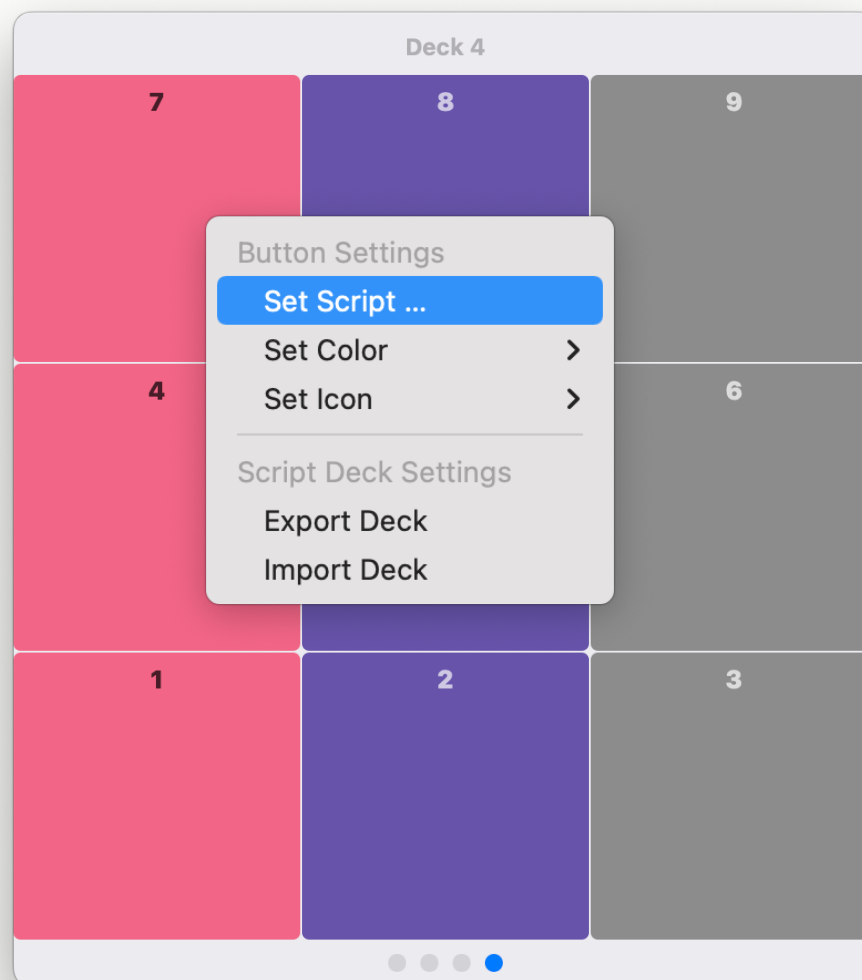 Deck 4
7 8 9
Button Settings
Set Script ...
Set Color
Set Icon
4 6
Script Deck Settings
Export Deck
Import Deck
1 2 3